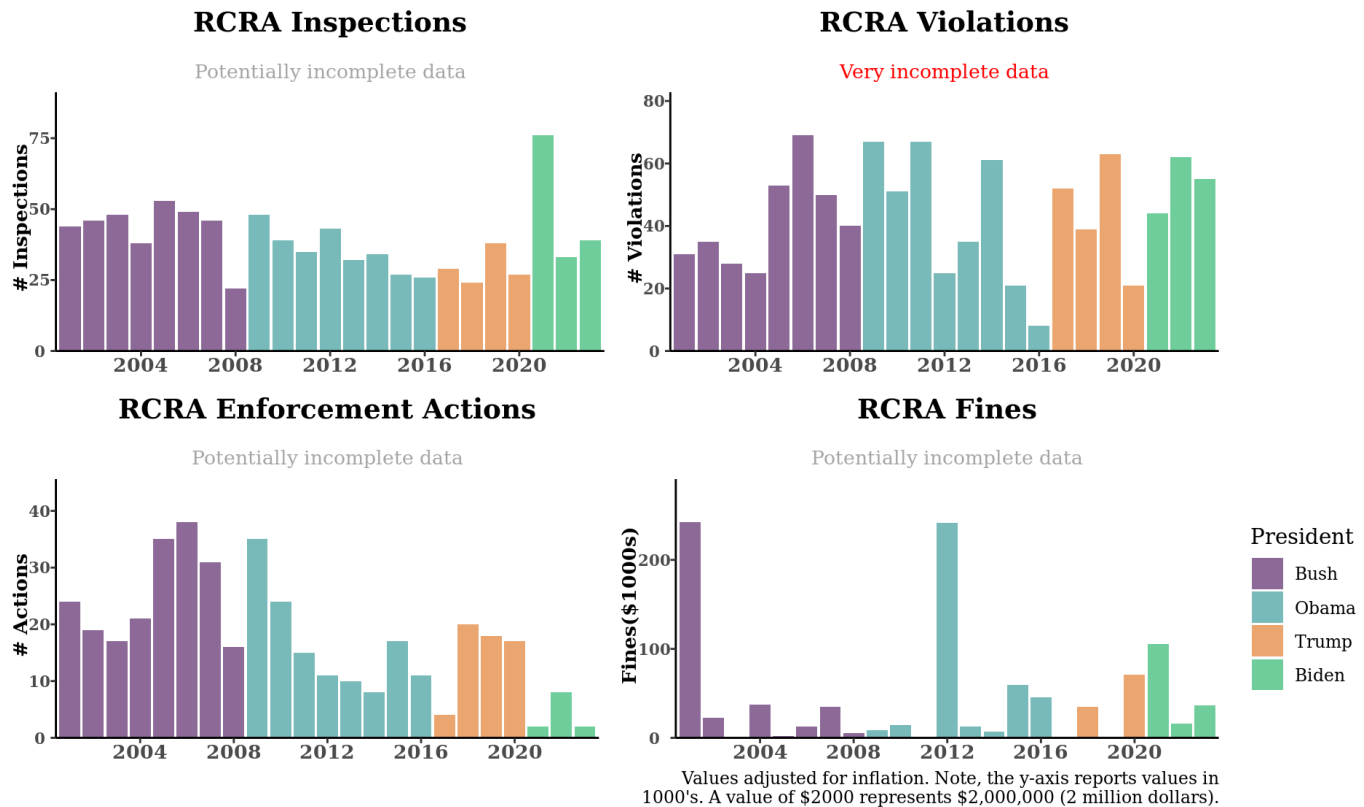 RCRA Inspections
Potentially incomplete data
# Inspections
75
50
25
0
2004
2008
2012
2016
2020
RCRA Violations
Very incomplete data
# Violations
80
60
40
20
0
2004
2008
2012
2016
2020
RCRA Enforcement Actions
Potentially incomplete data
# Actions
40
30
20
10
0
2004
2008
2012
2016
2020
RCRA Fines
Potentially incomplete data
Fines($1000s)
200
100
0
2004
2008
2012
2016
2020
President
Bush
Obama
Trump
Biden
Values adjusted for inflation. Note, the y-axis reports values in
1000's. A value of $2000 represents $2,000,000 (2 million dollars).